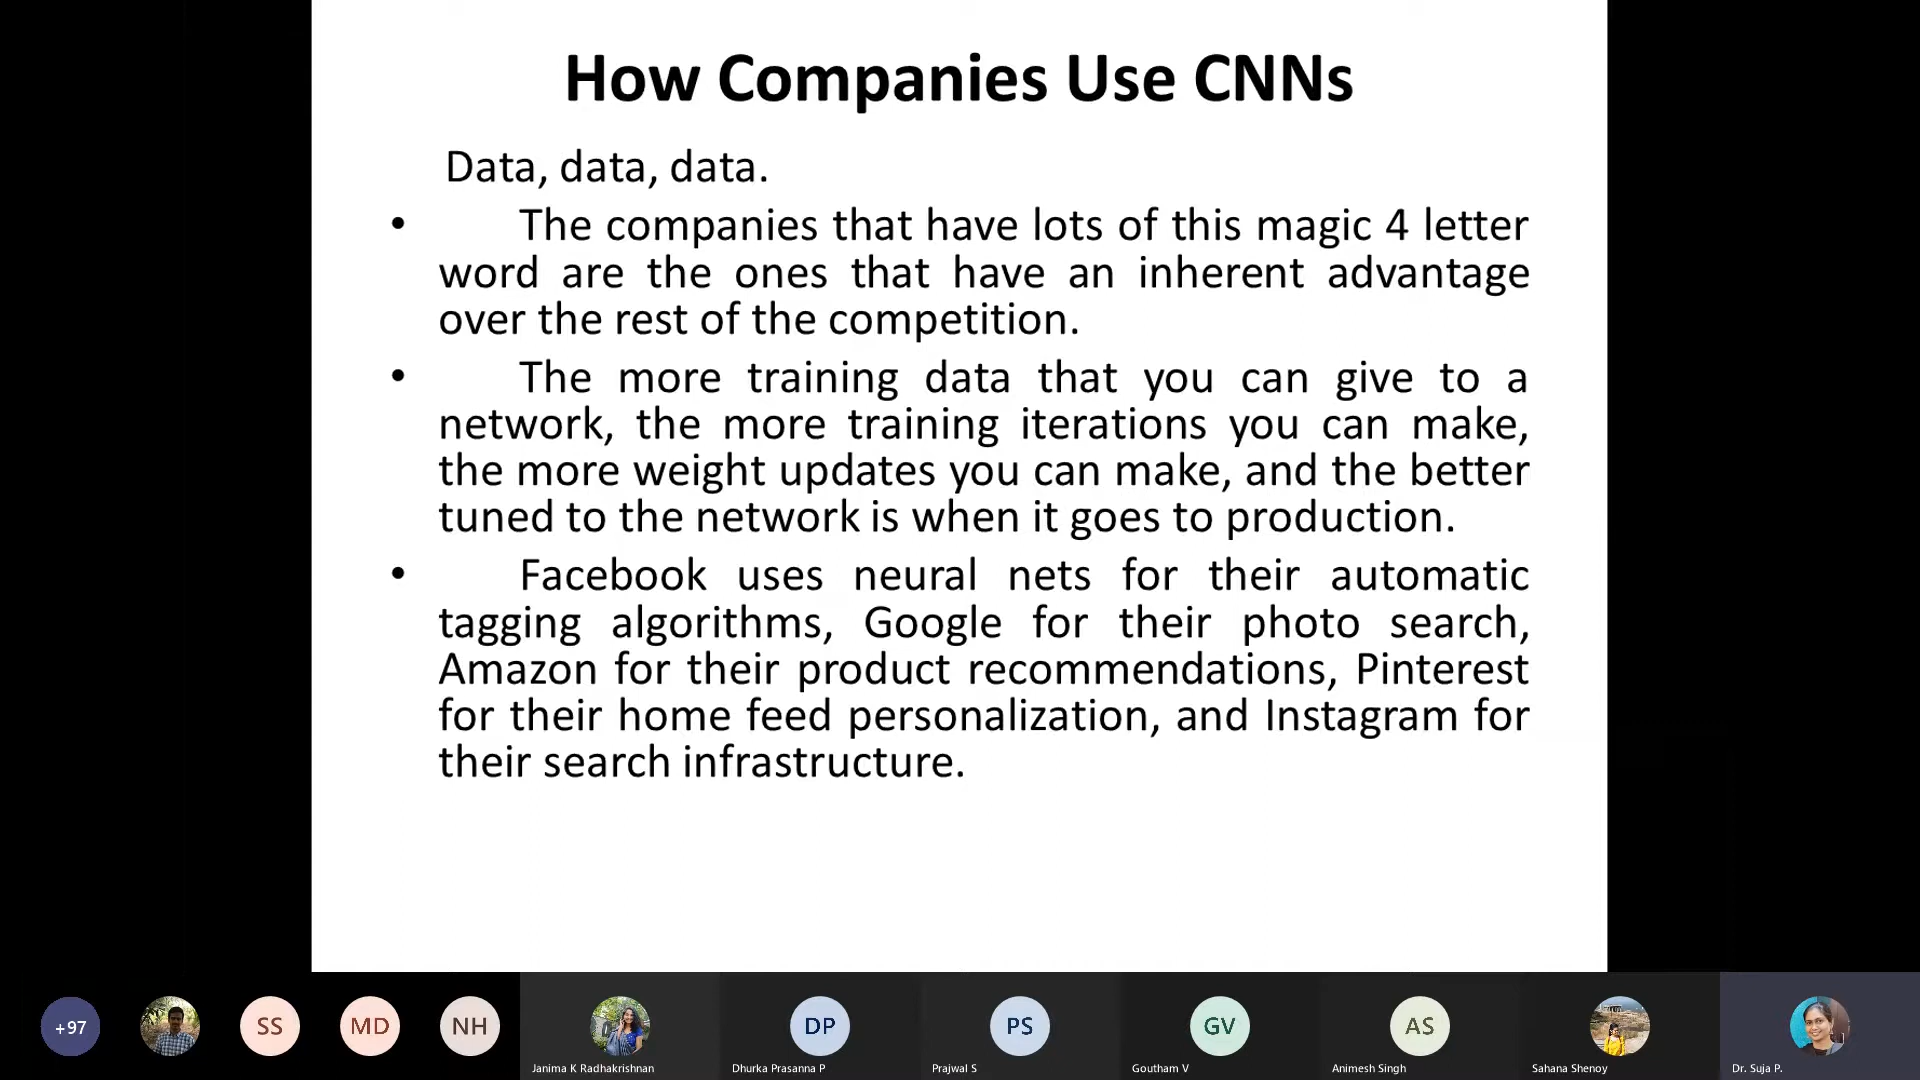 How Companies Use CNNs
Data, data, data.
• The companies that have lots of this magic 4 letter
word are the ones that have an inherent advantage
over the rest of the competition.
• The more training data that you can give to a
network, the more training iterations you can make,
the more weight updates you can make, and the better
tuned to the network is when it goes to production.
• Facebook uses neural nets for their automatic
tagging algorithms, Google for their photo search,
Amazon for their product recommendations, Pinterest
for their home feed personalization, and Instagram for
their search infrastructure.
+97 SS MD NH DP PS GV AS
Janima K Radhakrishnan Dhurka Prasanna P Prajwal S Goutham V Animesh Singh Sahana Shenoy Dr. Suja P.